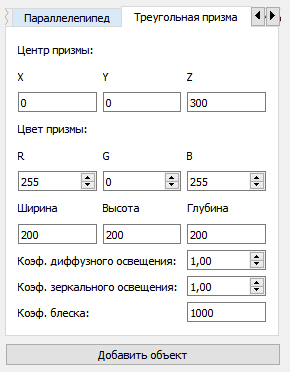 Параллелепипед Треугольная призма
Центр призмы:
X Y Z
0 0 300
Цвет призмы:
R G B
255 0 255
Ширина Высота Глубина
200 200 200
Коэф. диффузного освещения: 1,00
Коэф. зеркального освещения: 1,00
Коэф. блеска: 1000
Добавить объект